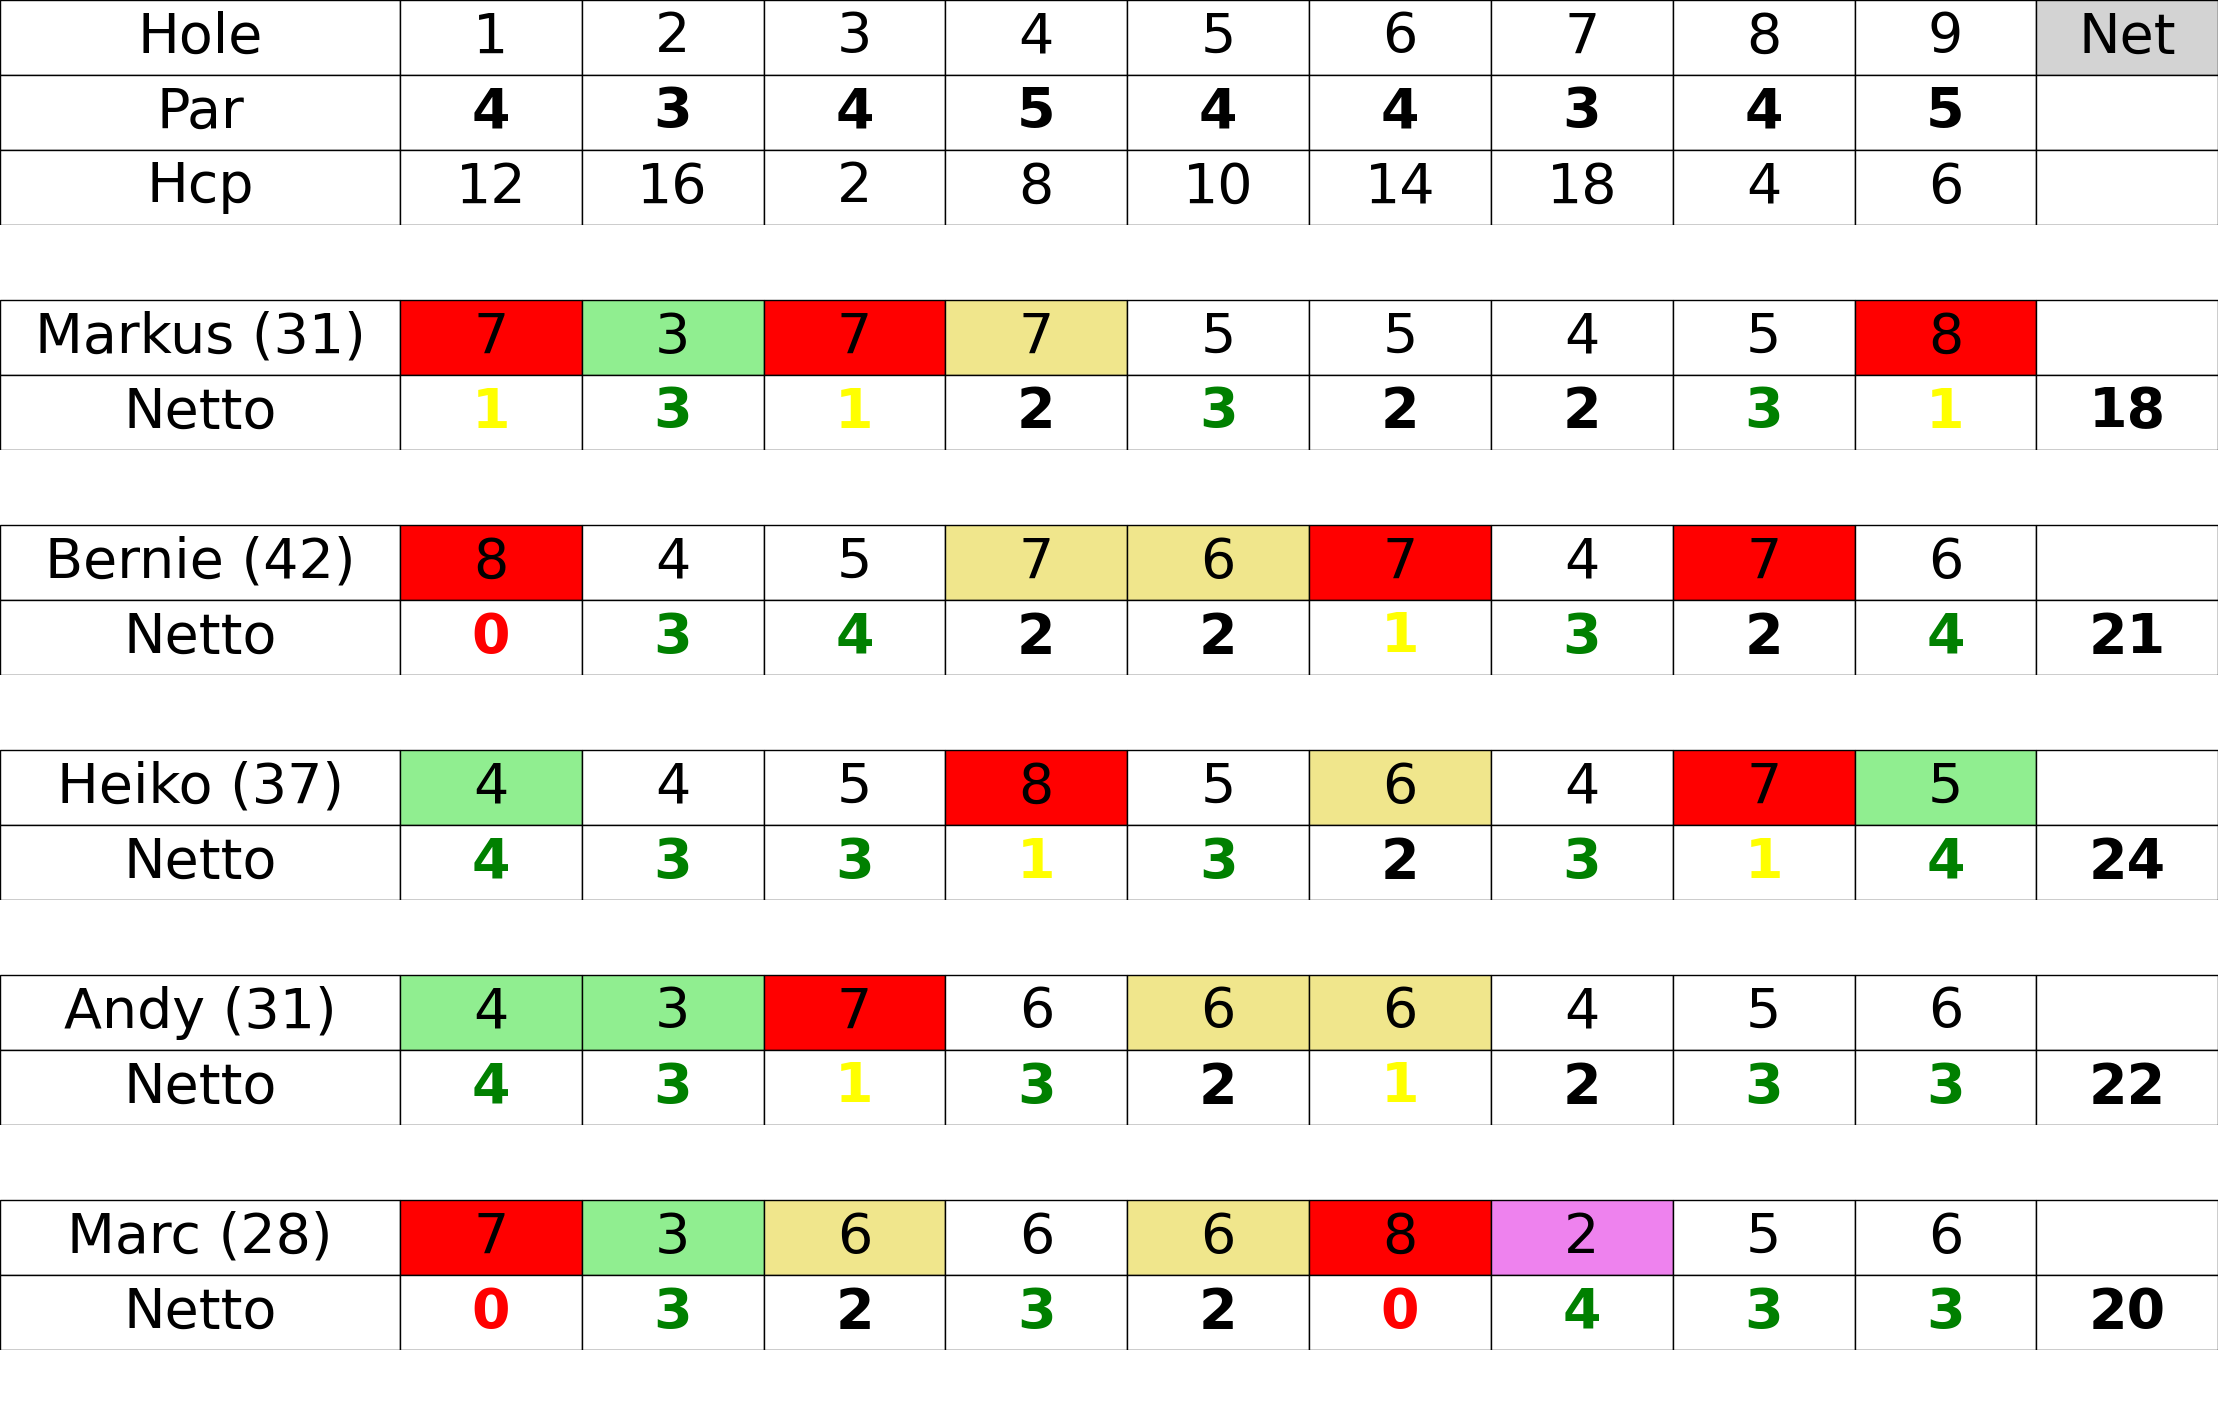 Hole 1 2 3 4 5 6 7 8 9 Net
Par 4 3 4 5 4 4 3 4 5
Hcp 12 16 2 8 10 14 18 4 6
Markus (31) 7 3 7 7 5 5 4 5 8
Netto 1 3 1 2 3 2 2 3 1 18
Bernie (42) 8 4 5 7 6 7 4 7 6
Netto 0 3 4 2 2 1 3 2 4 21
Heiko (37) 4 4 5 8 5 6 4 7 5
Netto 4 3 3 1 3 2 3 1 4 24
Andy (31) 4 3 7 6 6 6 4 5 6
Netto 4 3 1 3 2 1 2 3 3 22
Marc (28) 7 3 6 6 6 8 2 5 6
Netto 0 3 2 3 2 0 4 3 3 20